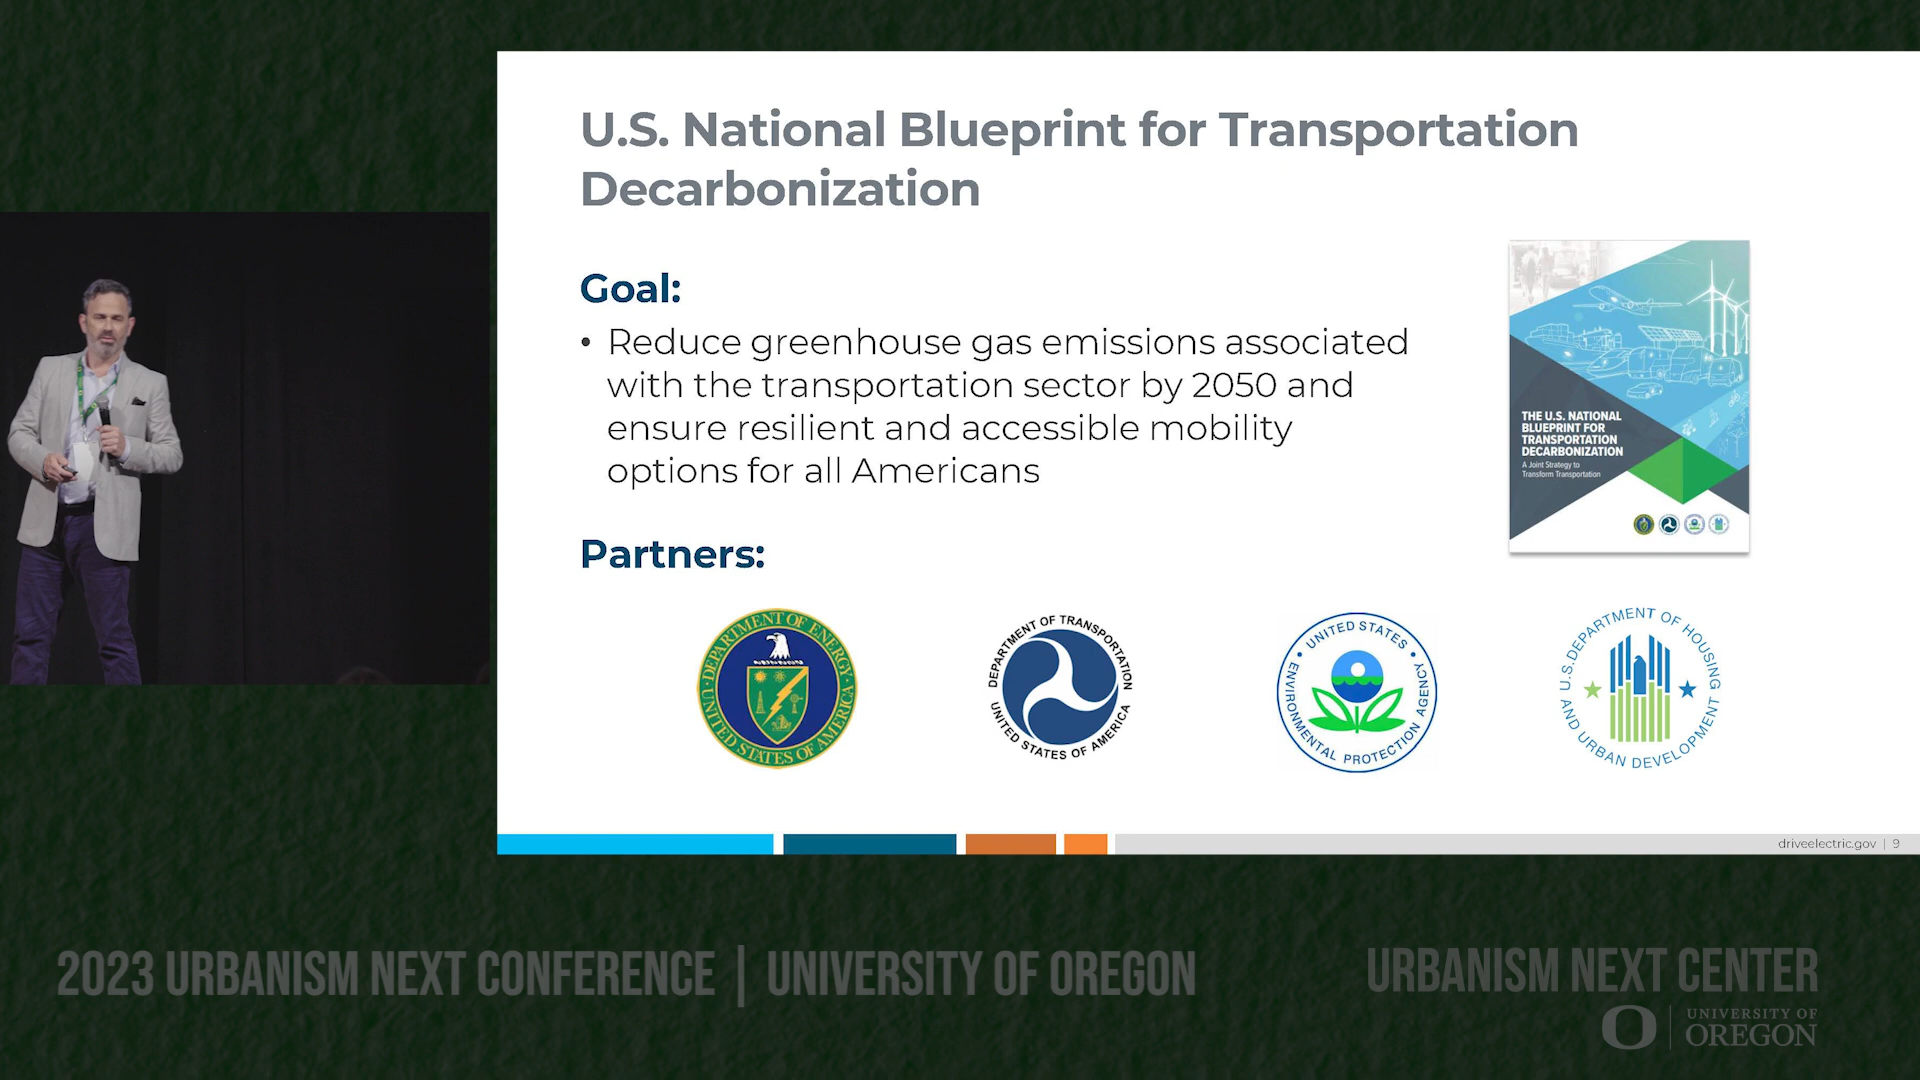 U.S. National Blueprint for Transportation
Decarbonization
Goal:
• Reduce greenhouse gas emissions associated
with the transportation sector by 2050 and
ensure resilient and accessible mobility
options for all Americans
THE U.S. NATIONAL
BLUEPRINT FOR
TRANSPORTATION
DECARBONIZATION
A Joint Strategy to
Transform Transportation
Partners:
DEPARTMENT OF ENERGY
UNITED STATES OF AMERICA
DEPARTMENT OF TRANSPORTATION
UNITED STATES OF AMERICA
UNITED STATES
ENVIRONMENTAL PROTECTION AGENCY
U.S. DEPARTMENT OF HOUSING
AND URBAN DEVELOPMENT
driveelectric.gov | 9
2023 URBANISM NEXT CONFERENCE | UNIVERSITY OF OREGON
URBANISM NEXT CENTER
O | UNIVERSITY OF
OREGON